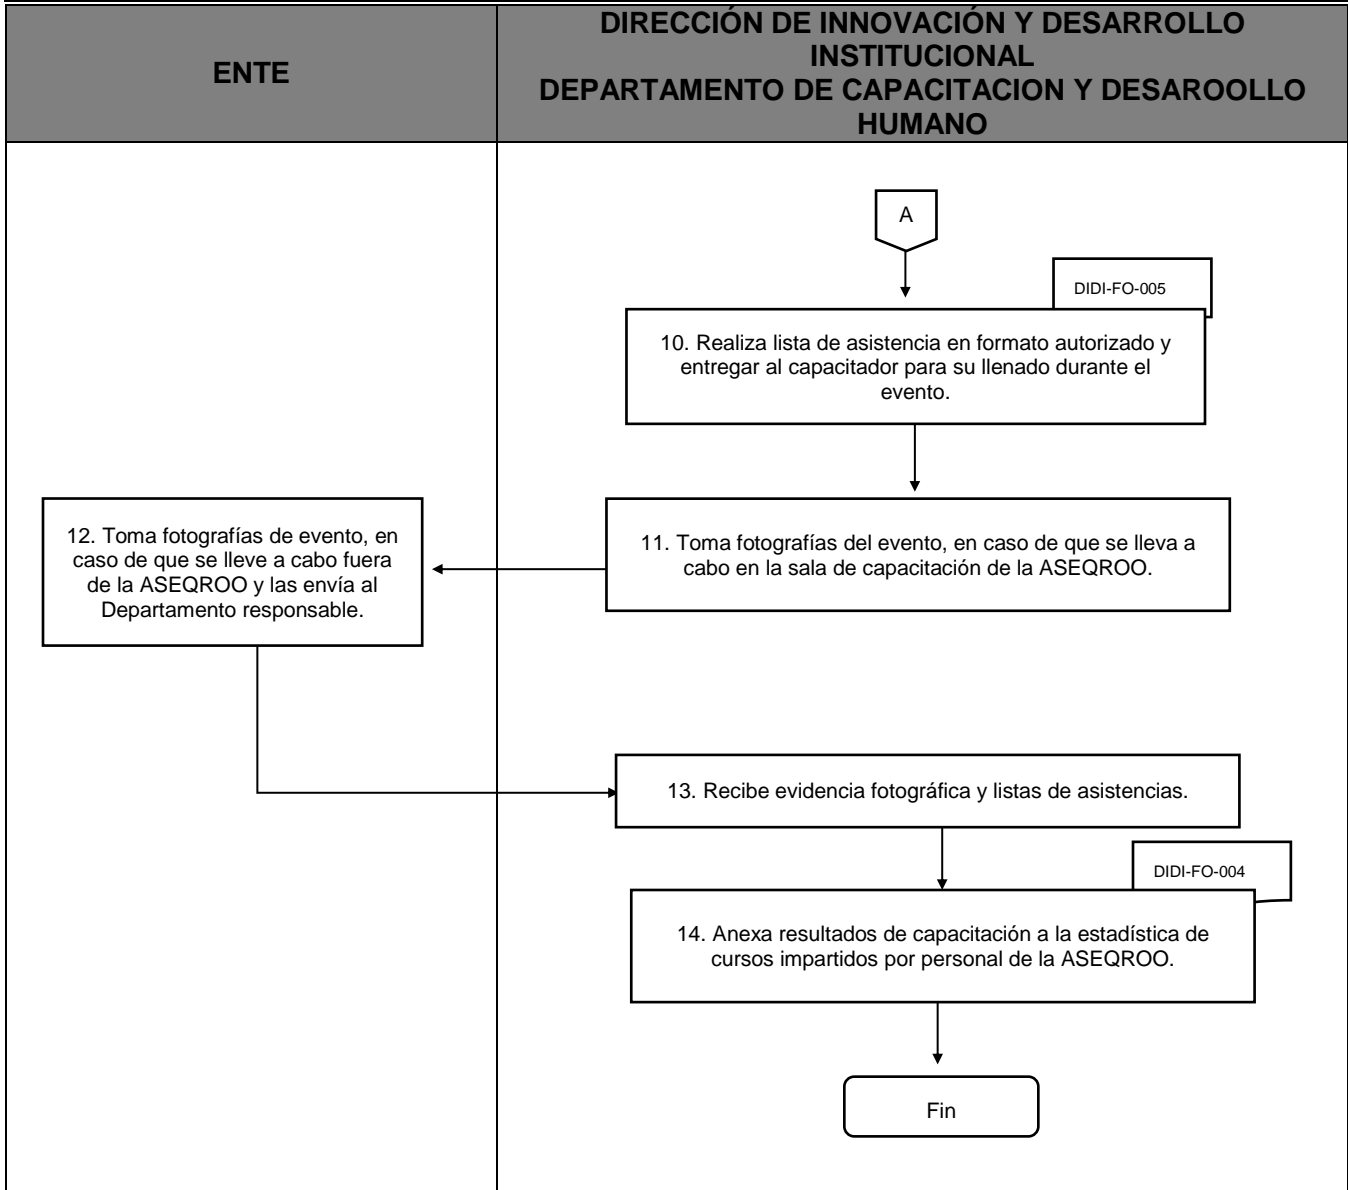 ENTE
DIRECCIÓN DE INNOVACIÓN Y DESARROLLO
INSTITUCIONAL
DEPARTAMENTO DE CAPACITACION Y DESAROOLLO
HUMANO
A
DIDI-FO-005
10. Realiza lista de asistencia en formato autorizado y
entregar al capacitador para su llenado durante el
evento.
11. Toma fotografías del evento, en caso de que se lleva a
cabo en la sala de capacitación de la ASEQROO.
12. Toma fotografías de evento, en
caso de que se lleve a cabo fuera
de la ASEQROO y las envía al
Departamento responsable.
13. Recibe evidencia fotográfica y listas de asistencias.
DIDI-FO-004
14. Anexa resultados de capacitación a la estadística de
cursos impartidos por personal de la ASEQROO.
Fin